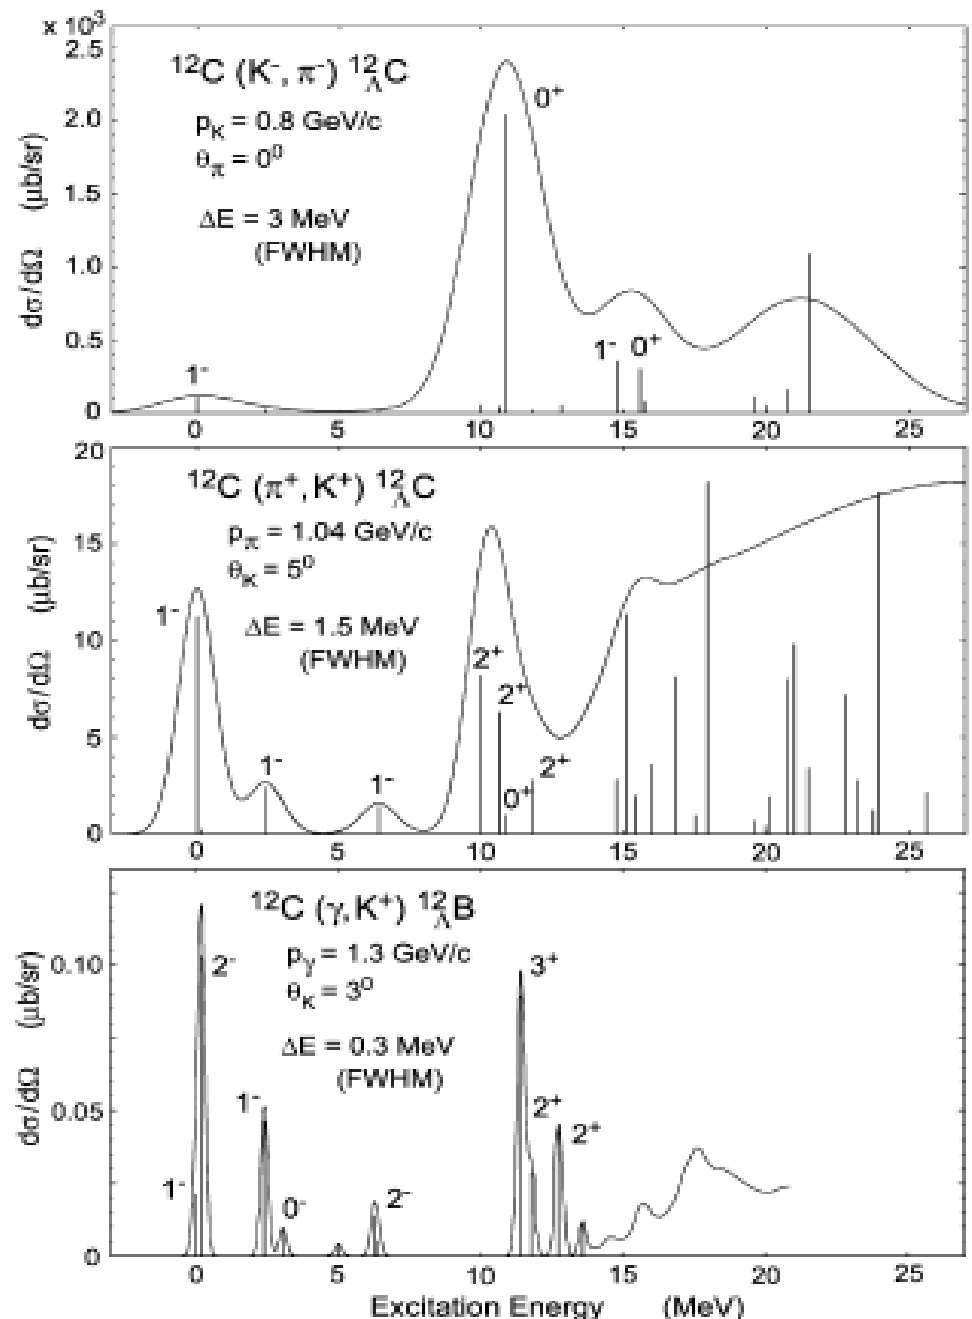 x 10³
2.5
2.0
1.5
1.0
0.5
0
dσ/dΩ (μb/sr)
¹²C (K⁻, π⁻) ¹²ΛC
p_K = 0.8 GeV/c
θ_π = 0⁰
ΔE = 3 MeV
(FWHM)
1⁻
0⁺
1⁻ 0⁺
0 5 10 15 20 25
20
15
10
5
0
dσ/dΩ (μb/sr)
¹²C (π⁺, K⁺) ¹²ΛC
p_π = 1.04 GeV/c
θ_K = 5⁰
ΔE = 1.5 MeV
(FWHM)
1⁻
1⁻
1⁻
2⁺
2⁺
0⁺
2⁺
0 5 10 15 20 25
0.10
0.05
0
dσ/dΩ (μb/sr)
¹²C (γ, K⁺) ¹²ΛB
p_γ = 1.3 GeV/c
θ_K = 3⁰
ΔE = 0.3 MeV
(FWHM)
1⁻
2⁻
1⁻
0⁻
2⁻
3⁺
2⁺
2⁺
0 5 10 15 20 25
Excitation Energy (MeV)